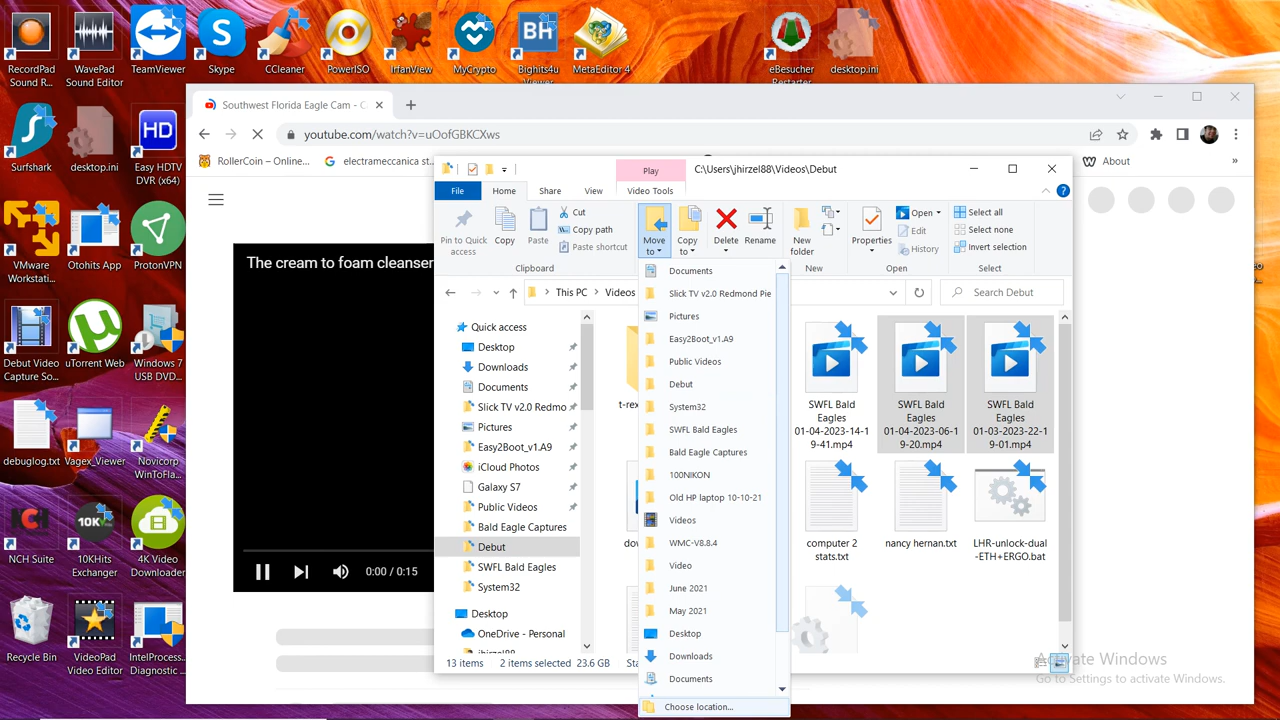 RecordPad
Sound R...
WavePad
Sound Editor
TeamViewer
Skype
CCleaner
PowerISO
IrfanView
MyCrypto
BH
Bighits4u
Viewer
MetaEditor 4
eBesucher
Restarter
desktop.ini
Surfshark
desktop.ini
HD
Easy HDTV
DVR (x64)
VMware
Workstati...
Otohits App
ProtonVPN
Debut Video
Capture So...
uTorrent Web
Windows 7
USB DVD...
debuglog.txt
Vagex_Viewer
Novicorp
WinToFla...
NCH
NCH Suite
10K
10KHits
Exchanger
4K Video
Downloader
Recycle Bin
VideoPad
Video Editor
IntelProcess...
Diagnostic ...
Southwest Florida Eagle Cam - C
youtube.com/watch?v=uOofGBKCXws
RollerCoin – Online...
electrameccanica st...
About
»
The cream to foam cleanser
0:00 / 0:15
Play
C:\Users\jhirzel88\Videos\Debut
File
Home
Share
View
Video Tools
Pin to Quick
access
Copy
Paste
Cut
Copy path
Paste shortcut
Clipboard
Move
to
Copy
to
Delete
Rename
New
folder
New
Properties
Open
Edit
History
Open
Select all
Select none
Invert selection
Select
This PC
Videos
Search Debut
Quick access
Desktop
Downloads
Documents
Slick TV v2.0 Redmo
Pictures
Easy2Boot_v1.A9
iCloud Photos
Galaxy S7
Public Videos
Bald Eagle Captures
Debut
SWFL Bald Eagles
System32
Desktop
OneDrive - Personal
jhirzel88
Documents
Slick TV v2.0 Redmond Pie
Pictures
Easy2Boot_v1.A9
Public Videos
Debut
System32
SWFL Bald Eagles
Bald Eagle Captures
100NIKON
Old HP laptop 10-10-21
Videos
WMC-V8.8.4
Video
June 2021
May 2021
Desktop
Downloads
Documents
Choose location...
t-rex
dov
SWFL Bald
Eagles
01-04-2023-14-1
9-41.mp4
SWFL Bald
Eagles
01-04-2023-06-1
9-20.mp4
SWFL Bald
Eagles
01-03-2023-22-1
9-01.mp4
computer 2
stats.txt
nancy hernan.txt
LHR-unlock-dual
-ETH+ERGO.bat
13 items
2 items selected
23.6 GB
Sta
Activate Windows
Go to Settings to activate Windows.